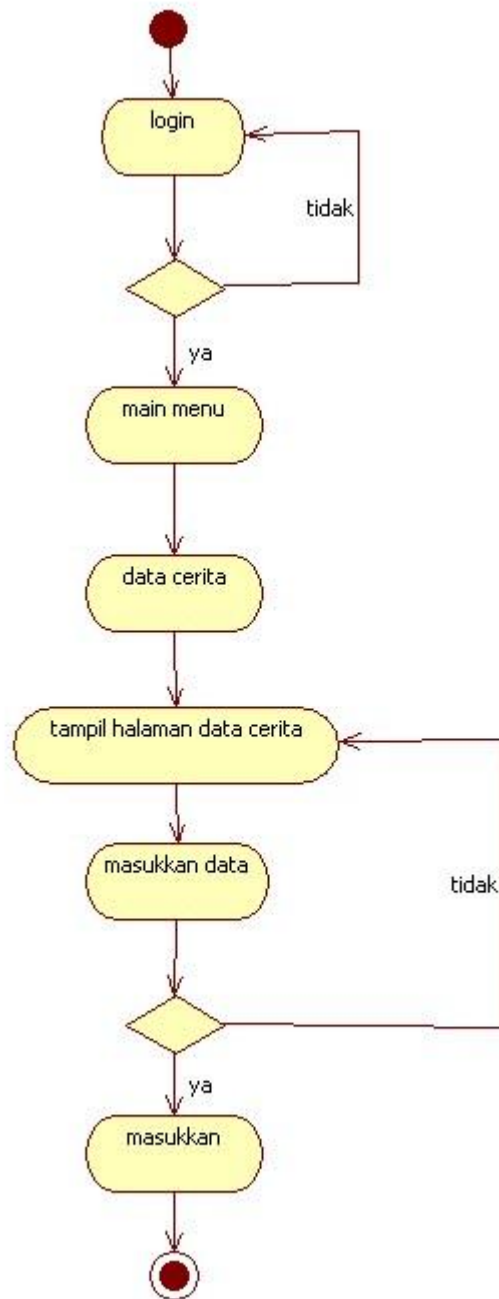 login
tidak
ya
main menu
data cerita
tampil halaman data cerita
masukkan data
tidak
ya
masukkan